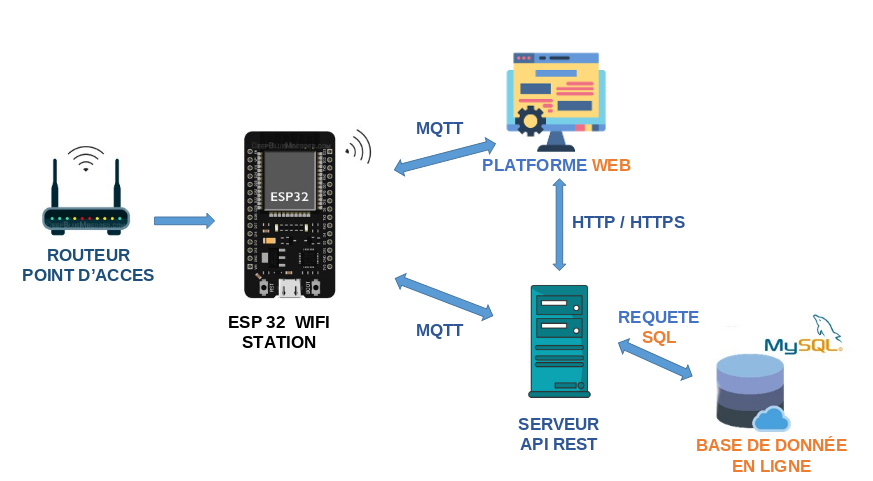 MQTT
PLATFORME WEB
HTTP / HTTPS
ESP32
ROUTEUR
POINT D’ACCES
ESP 32 WIFI
STATION
MQTT
REQUETE
SQL
MySQL
SERVEUR
API REST
BASE DE DONNÉE
EN LIGNE